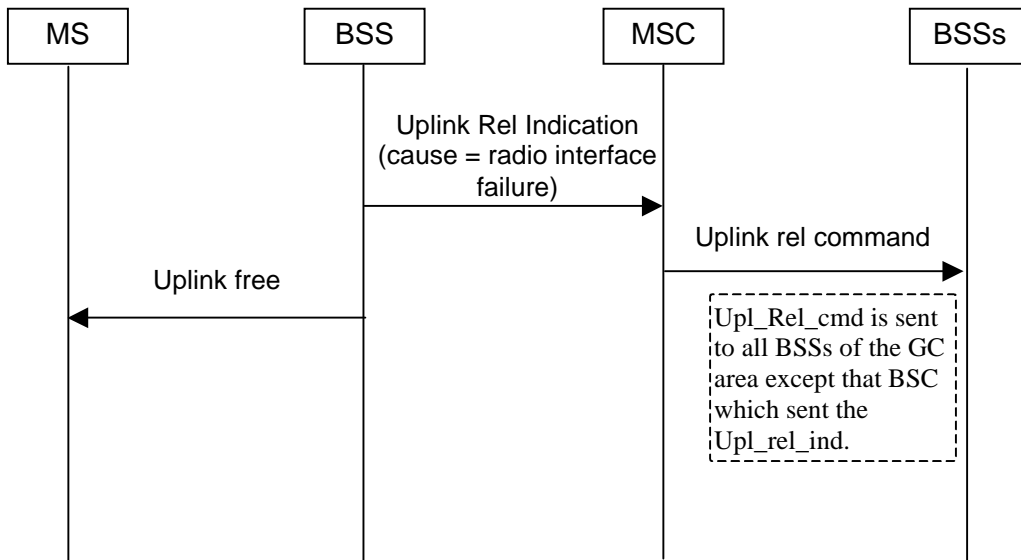 MS
BSS
MSC
BSSs
Uplink Rel Indication
(cause = radio interface
failure)
Uplink rel command
Uplink free
Upl_Rel_cmd is sent
to all BSSs of the GC
area except that BSC
which sent the
Upl_rel_ind.